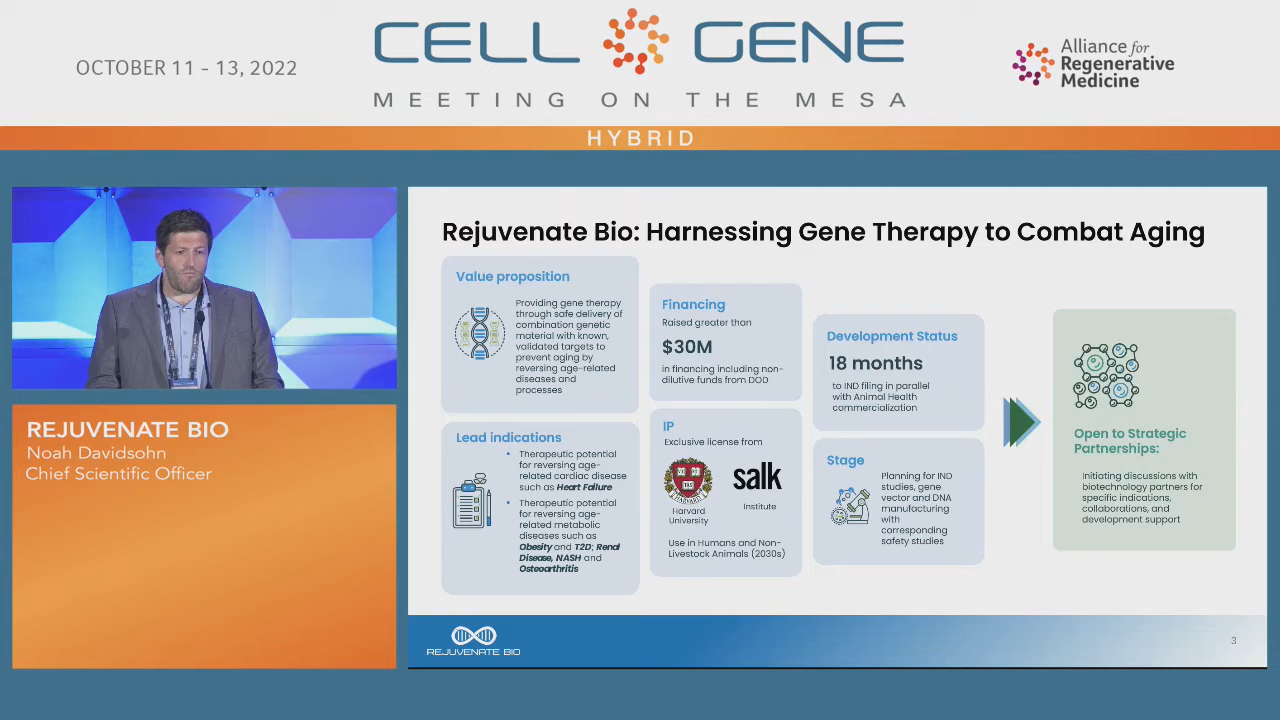 OCTOBER 11 - 13, 2022
CELL GENE
MEETING ON THE MESA
Alliance for
Regenerative
Medicine
HYBRID
REJUVENATE BIO
Noah Davidsohn
Chief Scientific Officer
Rejuvenate Bio: Harnessing Gene Therapy to Combat Aging
Value proposition
Providing gene therapy
through safe delivery of
combination genetic
material with known,
validated targets to
prevent aging by
reversing age-related
diseases and
processes
Lead indications
• Therapeutic potential
for reversing age-
related cardiac disease
such as Heart Failure
• Therapeutic potential
for reversing age-
related metabolic
diseases such as
Obesity and T2D; Renal
Disease, NASH and
Osteoarthritis
Financing
Raised greater than
$30M
in financing including non-
dilutive funds from DOD
IP
Exclusive license from
Harvard
University
salk
Institute
Use in Humans and Non-
Livestock Animals (2030s)
Development Status
18 months
to IND filing in parallel
with Animal Health
commercialization
Stage
Planning for IND
studies, gene
vector and DNA
manufacturing
with
corresponding
safety studies
Open to Strategic
Partnerships:
Initiating discussions with
biotechnology partners for
specific indications,
collaborations, and
development support
REJUVENATE BIO
3